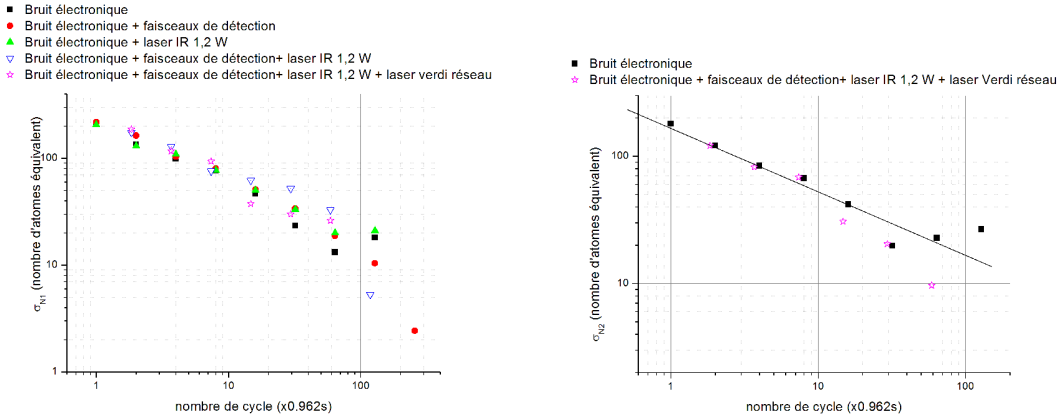 Bruit électronique
Bruit électronique + faisceaux de détection
Bruit électronique + laser IR 1,2 W
Bruit électronique + faisceaux de détection+ laser IR 1,2 W
Bruit électronique + faisceaux de détection+ laser IR 1,2 W + laser verdi réseau
σN1 (nombre d'atomes équivalent)
100
10
1
1
10
100
nombre de cycle (x0.962s)
Bruit électronique
Bruit électronique + faisceaux de détection+ laser IR 1,2 W + laser Verdi réseau
σN2 (nombre d'atomes équivalent)
100
10
1
10
100
nombre de cycle (x0.962s)